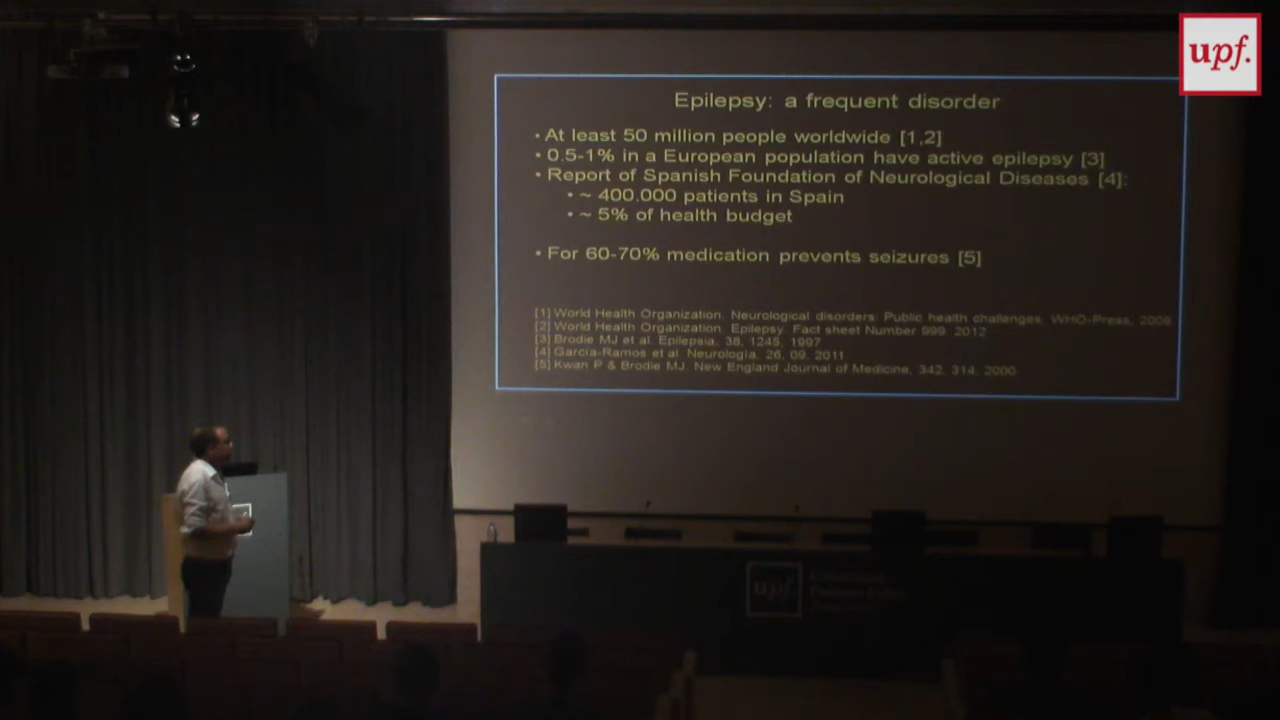 upf.
Epilepsy: a frequent disorder
• At least 50 million people worldwide [1,2]
• 0.5-1% in a European population have active epilepsy [3]
• Report of Spanish Foundation of Neurological Diseases [4]:
• ~ 400.000 patients in Spain
• ~ 5% of health budget
• For 60-70% medication prevents seizures [5]
[1] World Health Organization. Neurological disorders: Public health challenges. WHO-Press, 2006
[2] World Health Organization. Epilepsy. Fact sheet Number 999. 2012
[3] Brodie MJ et al. Epilepsia, 38, 1245, 1997
[4] García-Ramos et al. Neurología. 26, 09, 2011
[5] Kwan P & Brodie MJ. New England Journal of Medicine, 342, 314, 2000
upf.